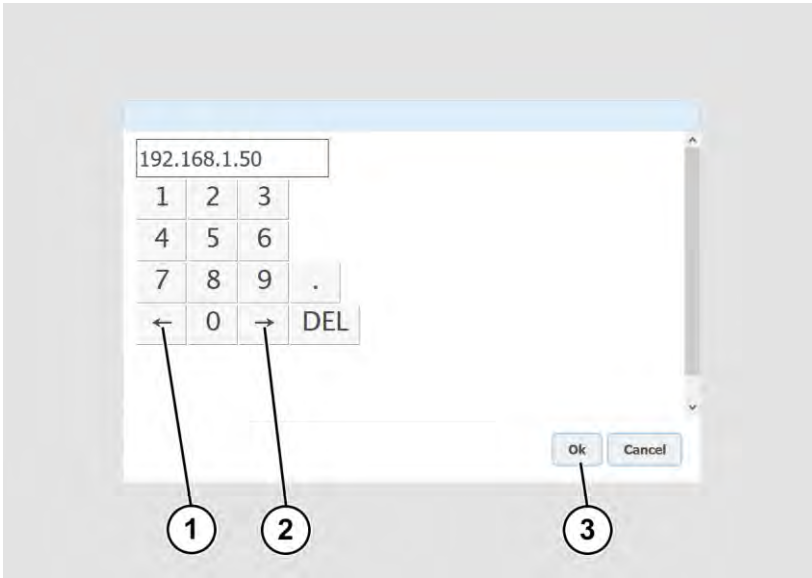 192.168.1.50
1 2 3
4 5 6
7 8 9 .
← 0 → DEL
Ok Cancel
1 2 3